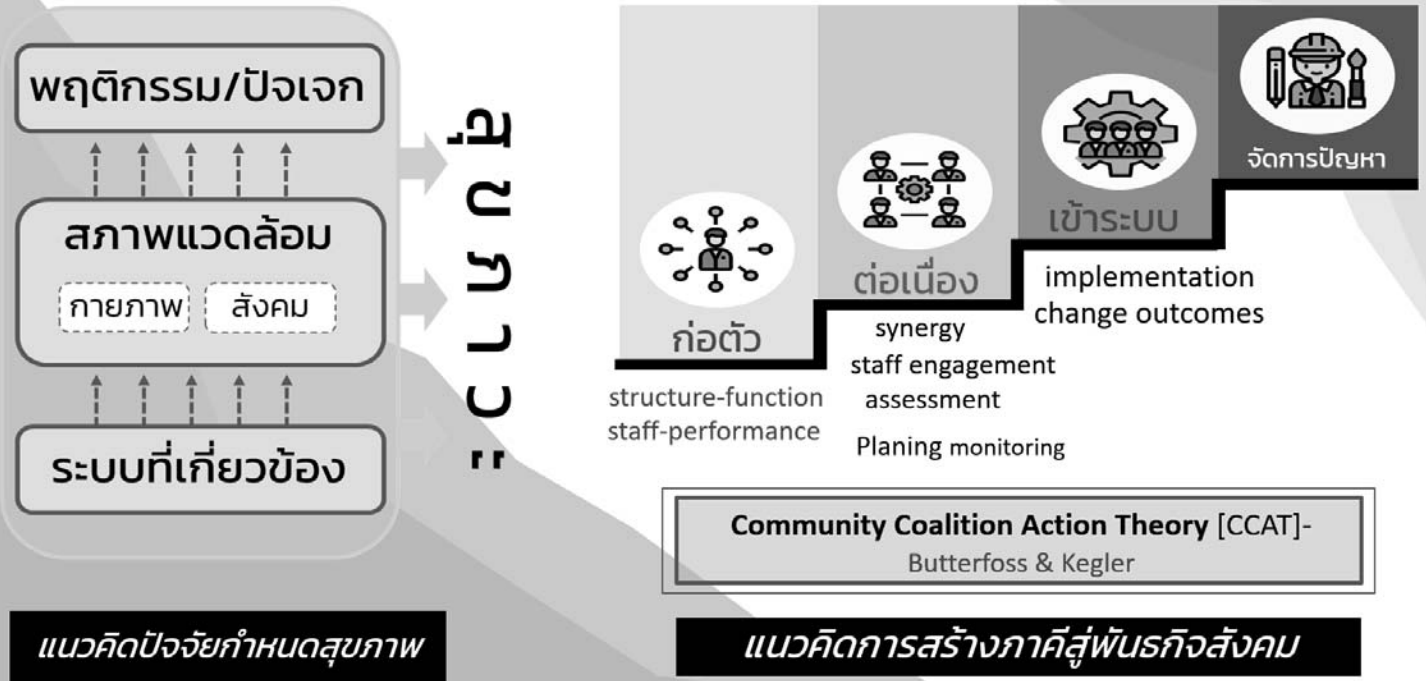 พฤติกรรม/ปัจเจก
สภาพแวดล้อม
กายภาพ
สังคม
ระบบที่เกี่ยวข้อง
สุขภาวะ
แนวคิดปัจจัยกำหนดสุขภาพ
ก่อตัว
structure-function
staff-performance
ต่อเนื่อง
synergy
staff engagement
assessment
Planing monitoring
เข้าระบบ
implementation
change outcomes
จัดการปัญหา
Community Coalition Action Theory [CCAT]-
Butterfoss & Kegler
แนวคิดการสร้างภาคีสู่พันธกิจสังคม